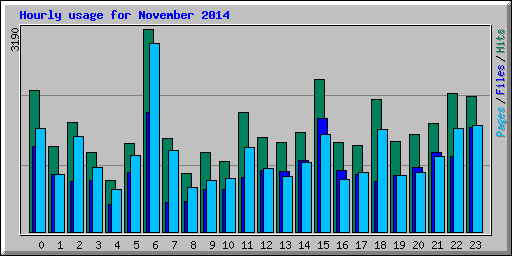 Hourly usage for November 2014
3190
Pages/Files/Hits
0 1 2 3 4 5 6 7 8 9 10 11 12 13 14 15 16 17 18 19 20 21 22 23